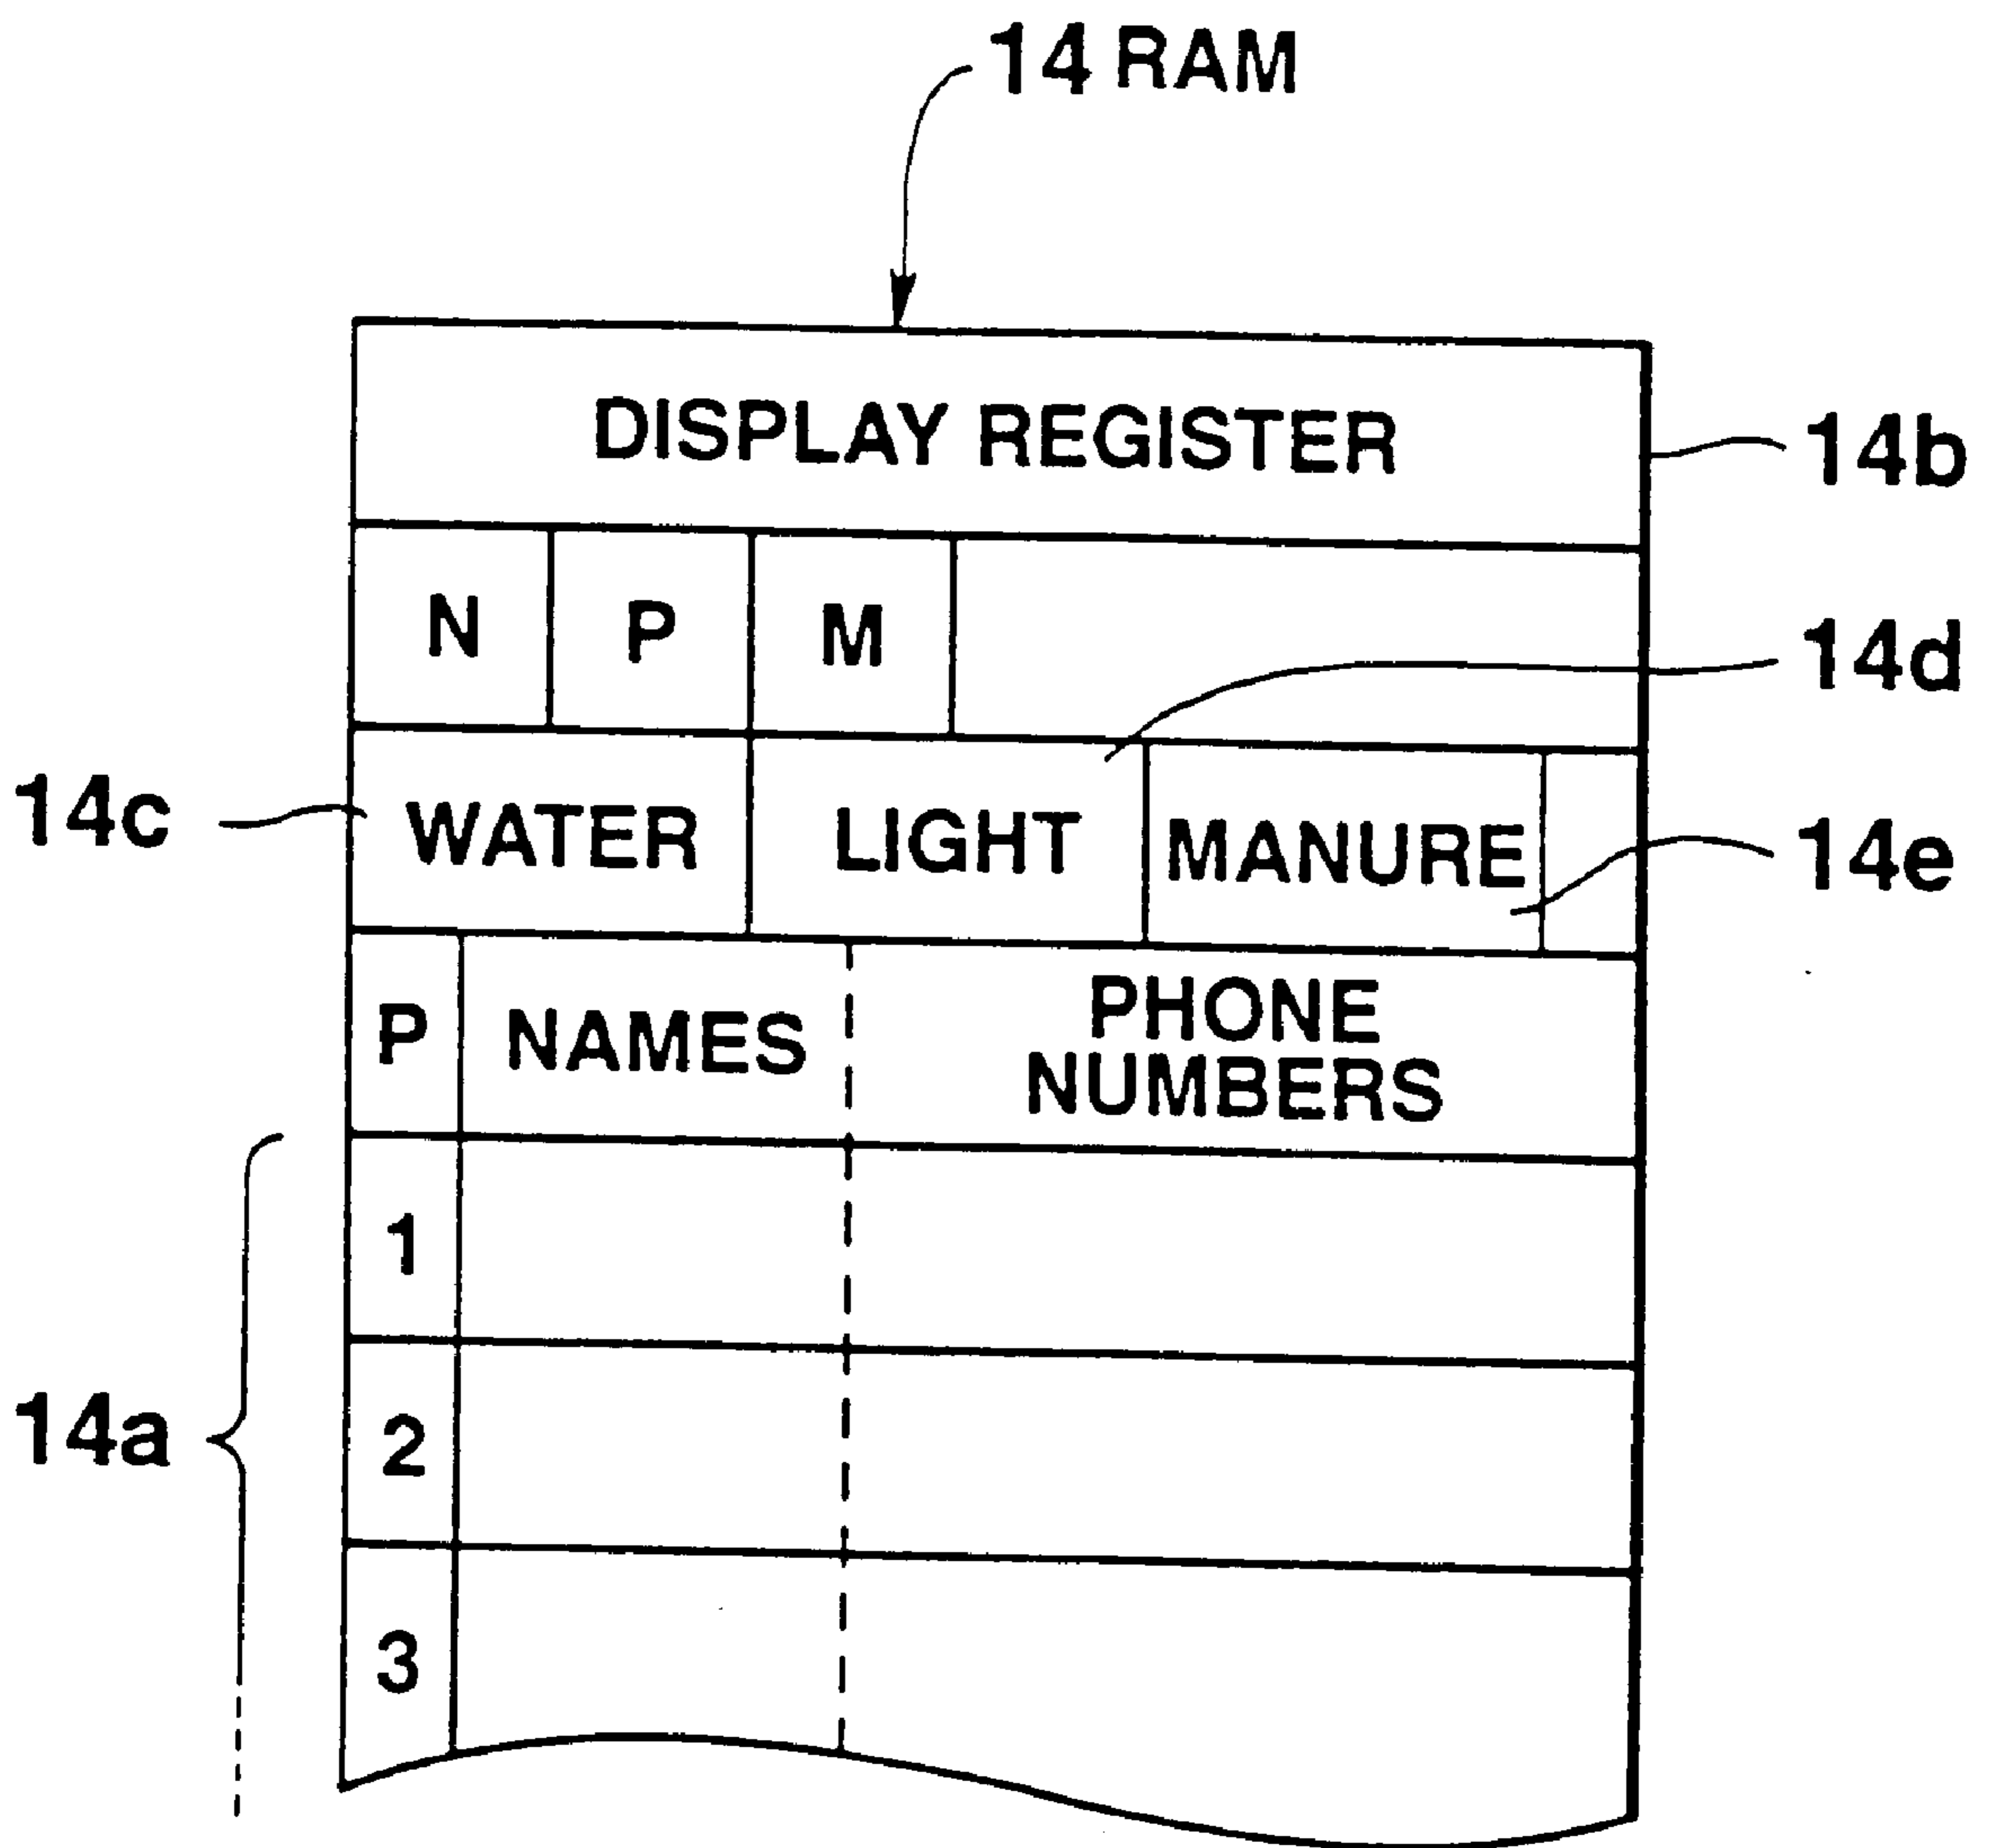 14 RAM
DISPLAY REGISTER
14b
N P M
14d
14c
WATER LIGHT MANURE
14e
P NAMES PHONE NUMBERS
1
2
14a
3